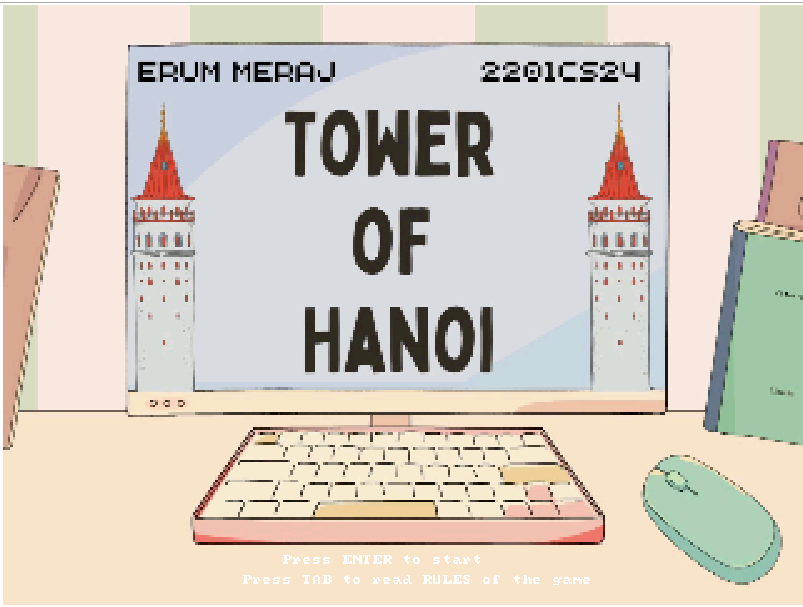 ERUM MERAJ
2201CS24
TOWER
OF
HANOI
Press ENTER to start
Press TAB to read RULES of the game